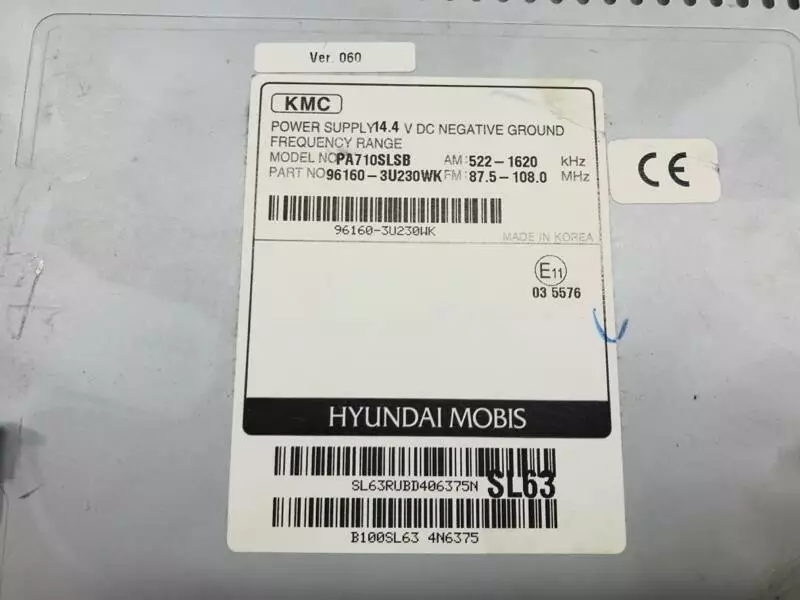 Ver. 060
KMC
POWER SUPPLY 14.4 V DC NEGATIVE GROUND
FREQUENCY RANGE
MODEL NO PA710SLSB AM: 522-1620 kHz
PART NO 96160-3U230WK FM: 87.5-108.0 MHz
96160-3U230WK
MADE IN KOREA
CE
E11
03 5576
HYUNDAI MOBIS
SL63RUBD406375N SL63
B100SL63 4N6375